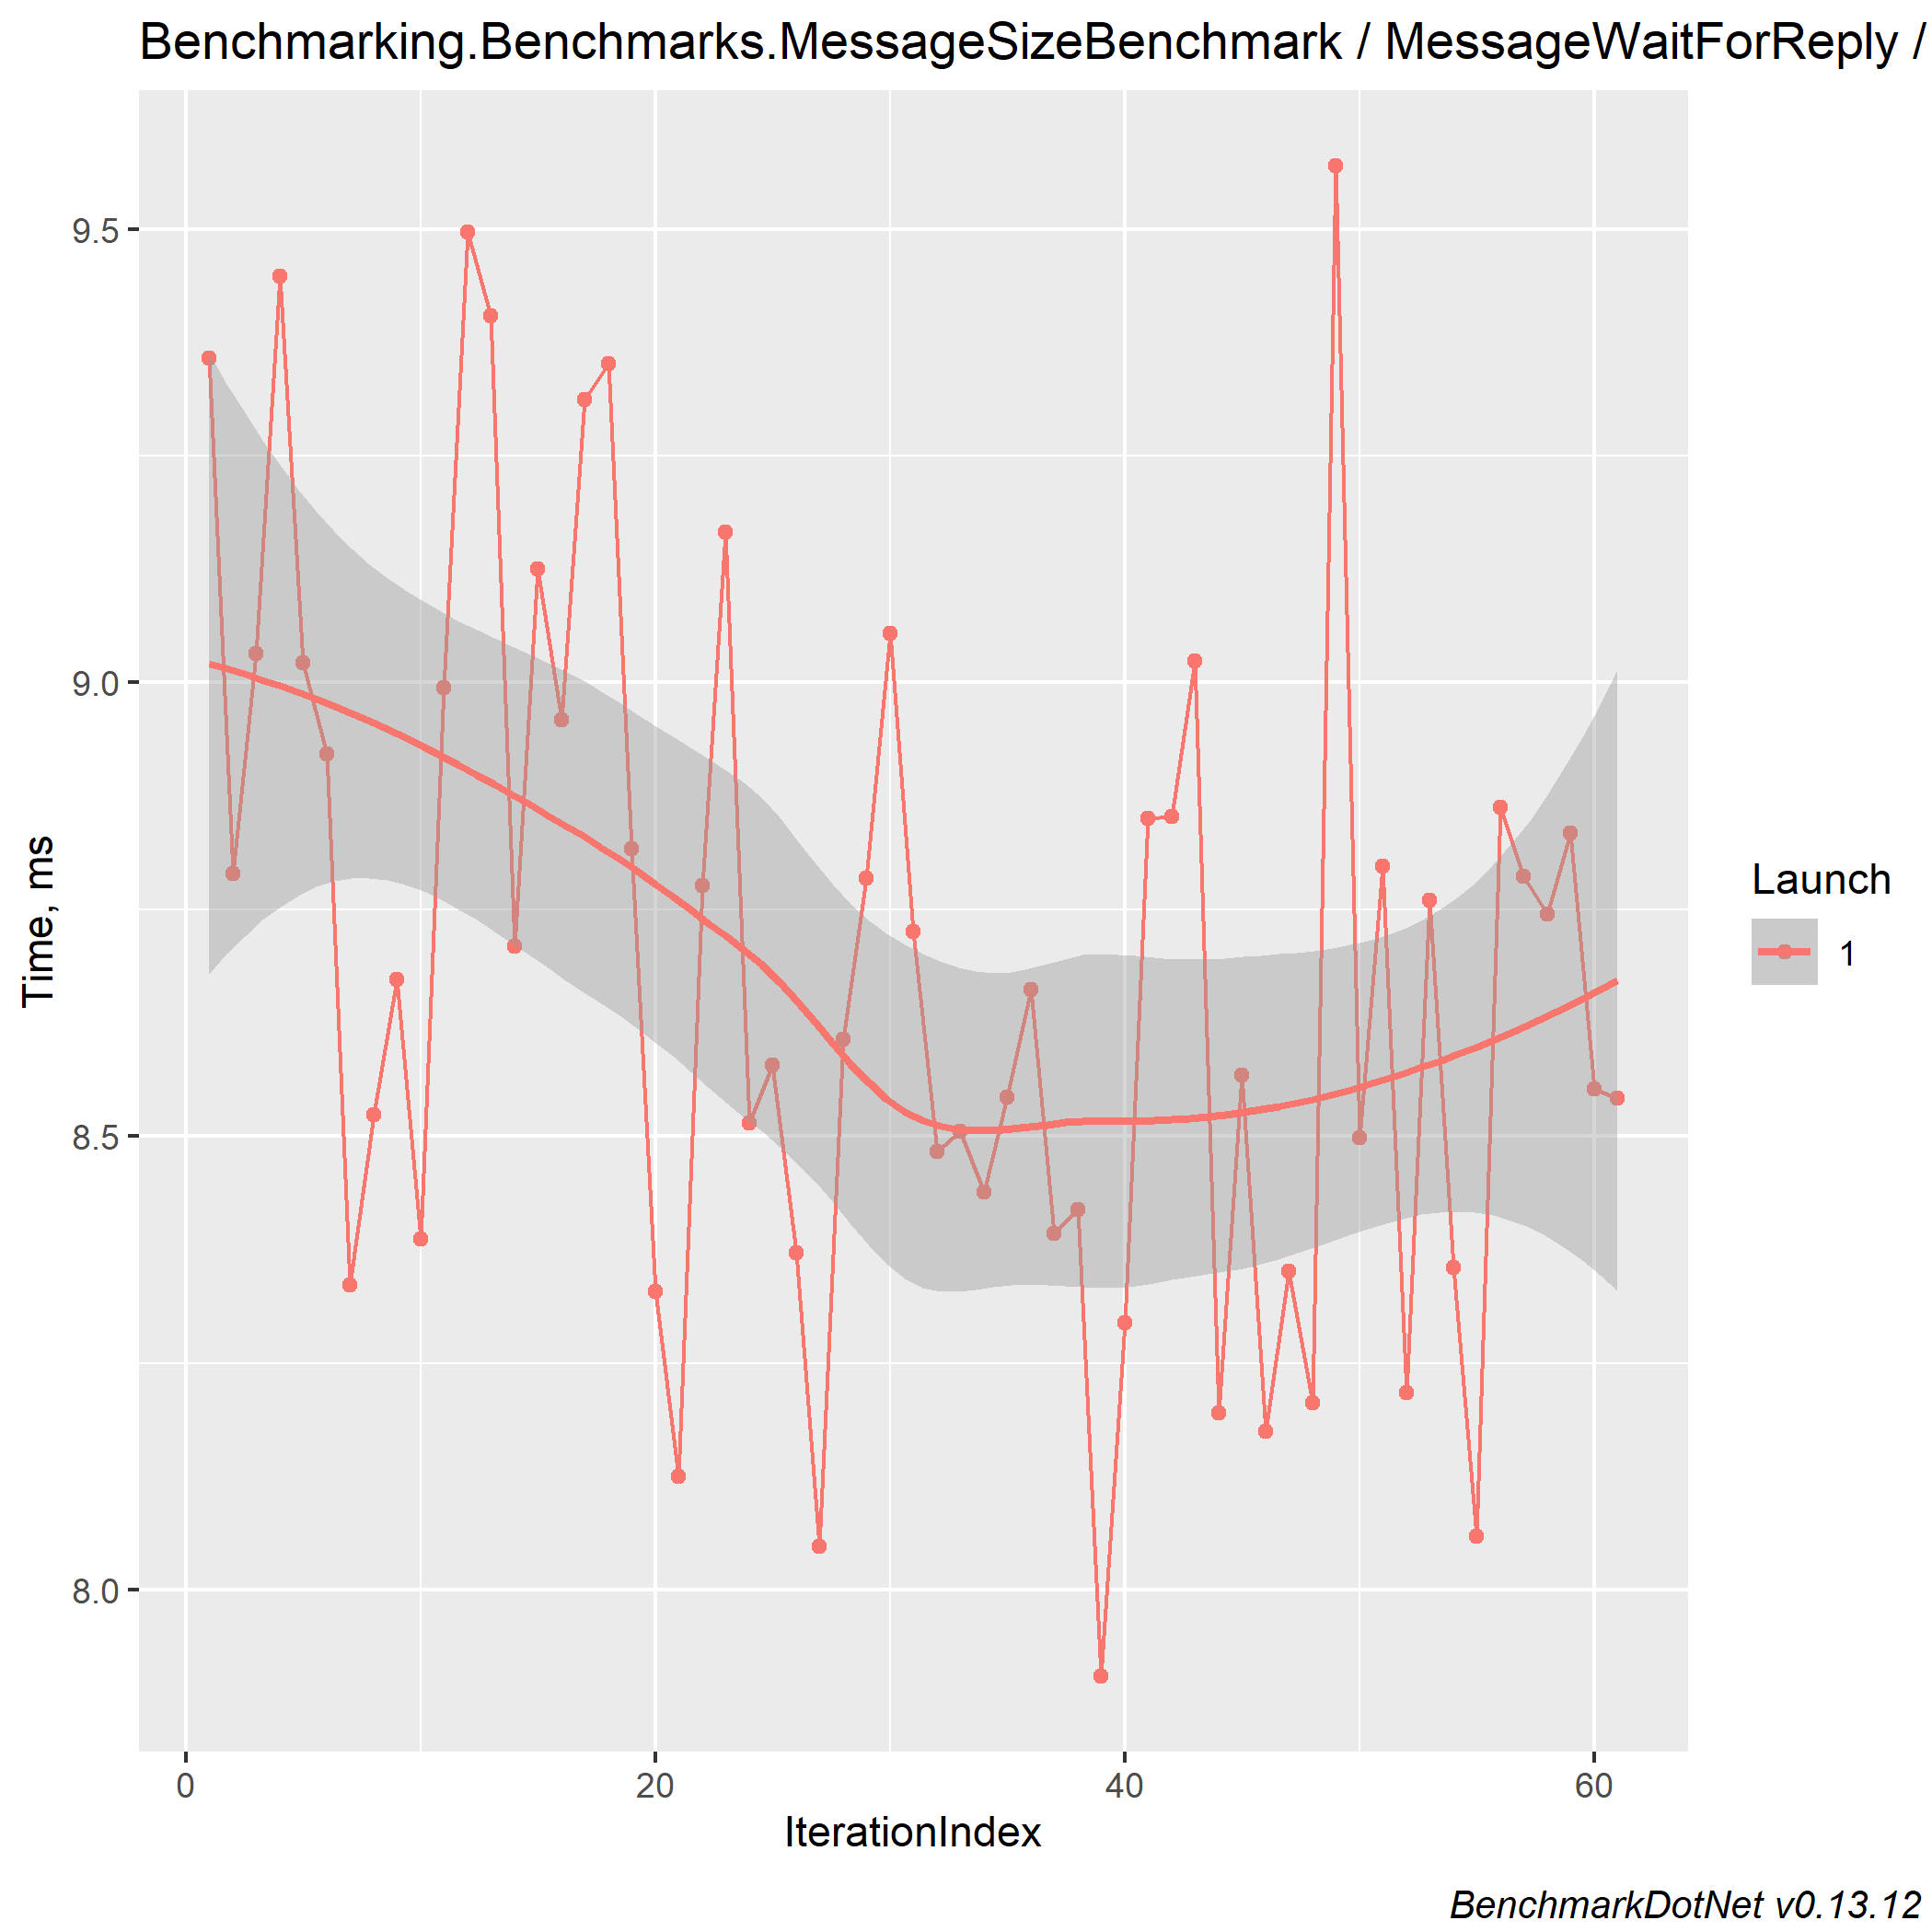 Benchmarking.Benchmarks.MessageSizeBenchmark / MessageWaitForReply /
9.5
9.0
8.5
8.0
Time, ms
0 20 40 60
IterationIndex
Launch
1
BenchmarkDotNet v0.13.12